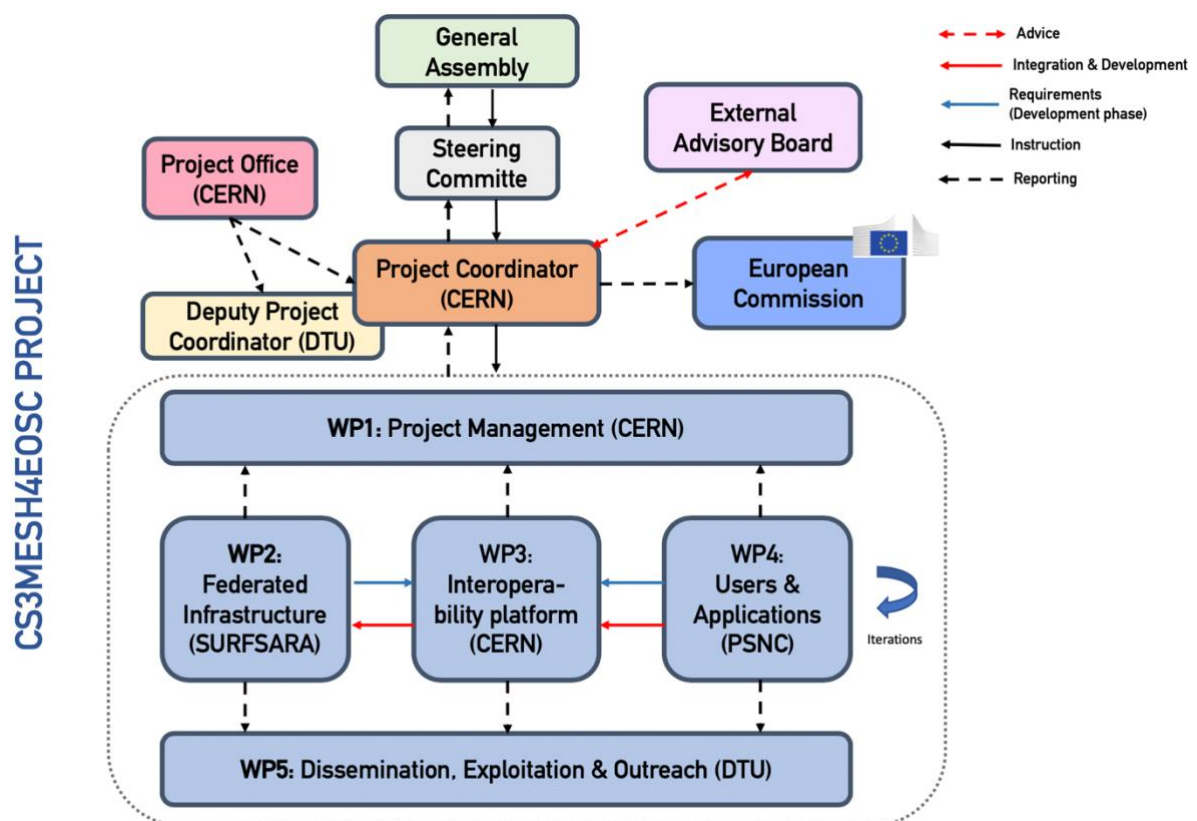 CS3MESH4EOSC PROJECT
General
Assembly
Steering
Committe
Project Office
(CERN)
External
Advisory Board
Project Coordinator
(CERN)
Deputy Project
Coordinator (DTU)
European
Commission
Advice
Integration & Development
Requirements
(Development phase)
Instruction
Reporting
WP1: Project Management (CERN)
WP2:
Federated
Infrastructure
(SURFSARA)
WP3:
Interopera-
bility platform
(CERN)
WP4:
Users &
Applications
(PSNC)
Iterations
WP5: Dissemination, Exploitation & Outreach (DTU)